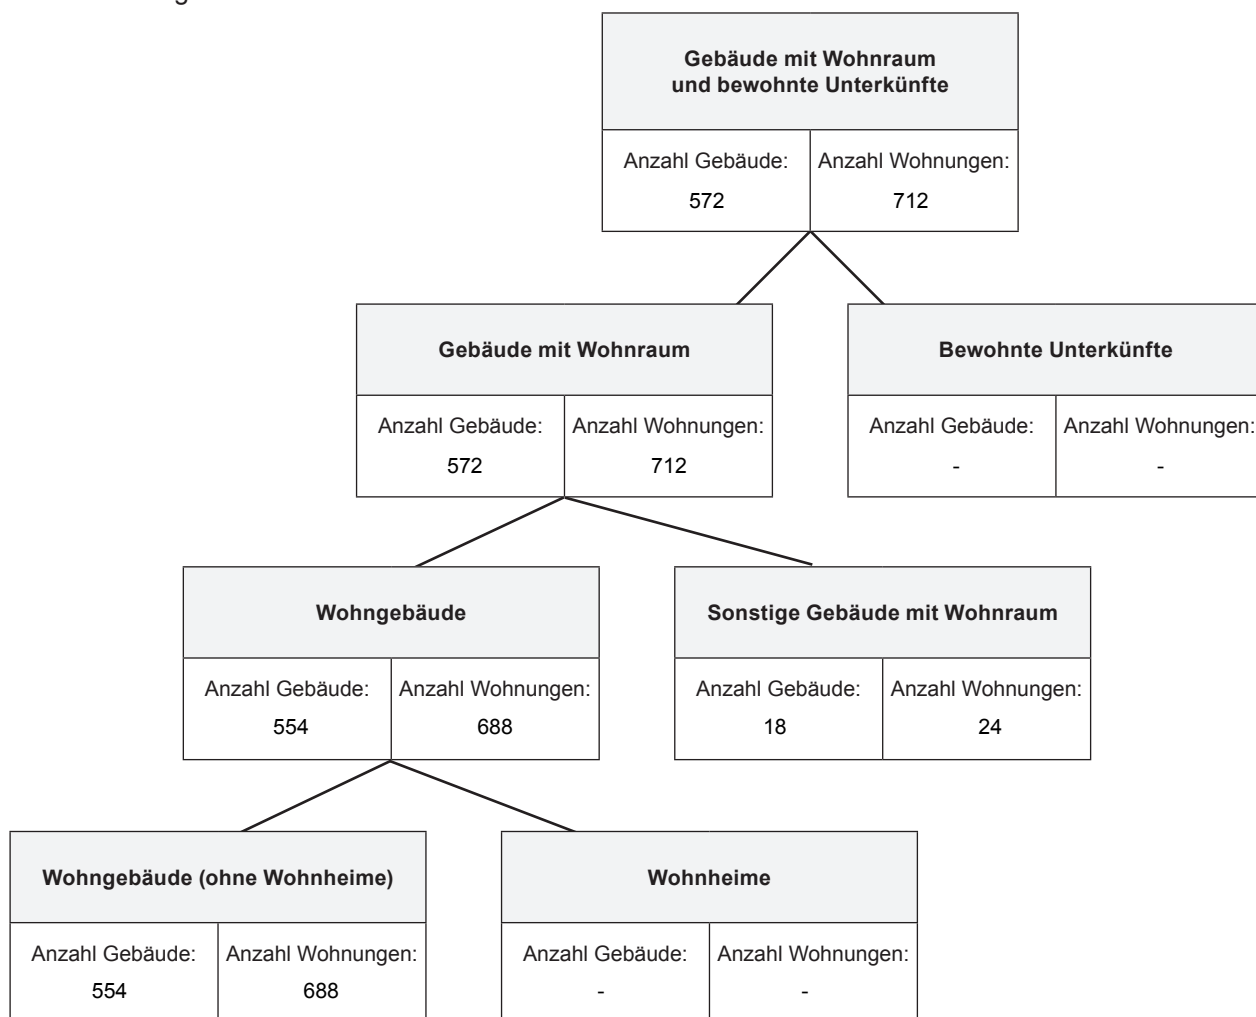 Gebäude mit Wohnraum
und bewohnte Unterkünfte
Anzahl Gebäude: Anzahl Wohnungen:
572 712
Gebäude mit Wohnraum Bewohnte Unterkünfte
Anzahl Gebäude: Anzahl Wohnungen: Anzahl Gebäude: Anzahl Wohnungen:
572 712 - -
Wohngebäude Sonstige Gebäude mit Wohnraum
Anzahl Gebäude: Anzahl Wohnungen: Anzahl Gebäude: Anzahl Wohnungen:
554 688 18 24
Wohngebäude (ohne Wohnheime) Wohnheime
Anzahl Gebäude: Anzahl Wohnungen: Anzahl Gebäude: Anzahl Wohnungen:
554 688 - -